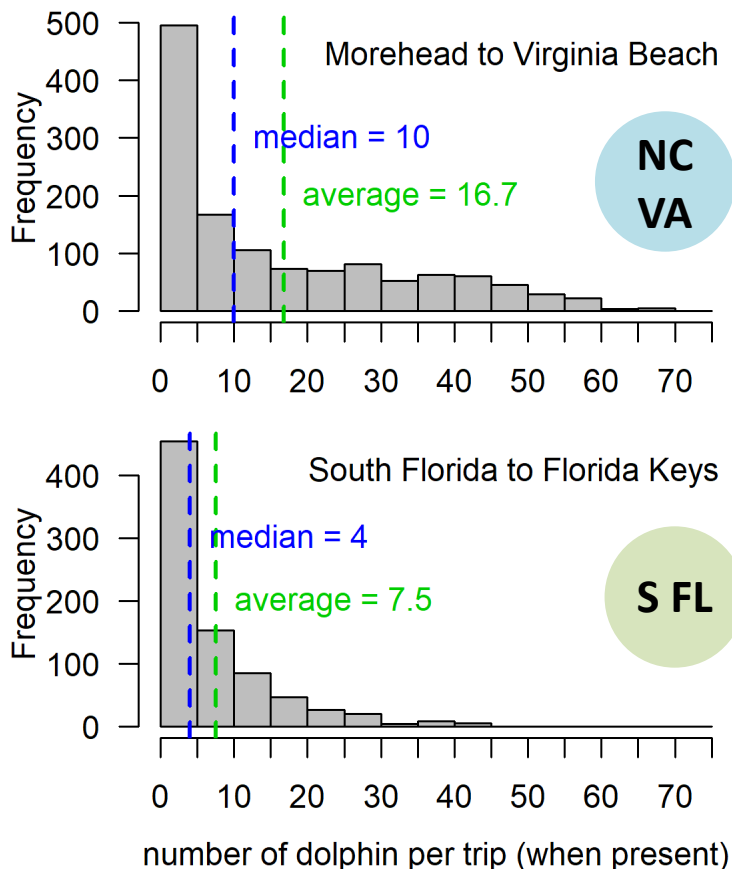 Morehead to Virginia Beach
median = 10
average = 16.7
NC
VA
Frequency
500
400
300
200
100
0
0 10 20 30 40 50 60 70
South Florida to Florida Keys
median = 4
average = 7.5
S FL
Frequency
400
300
200
100
0
0 10 20 30 40 50 60 70
number of dolphin per trip (when present)